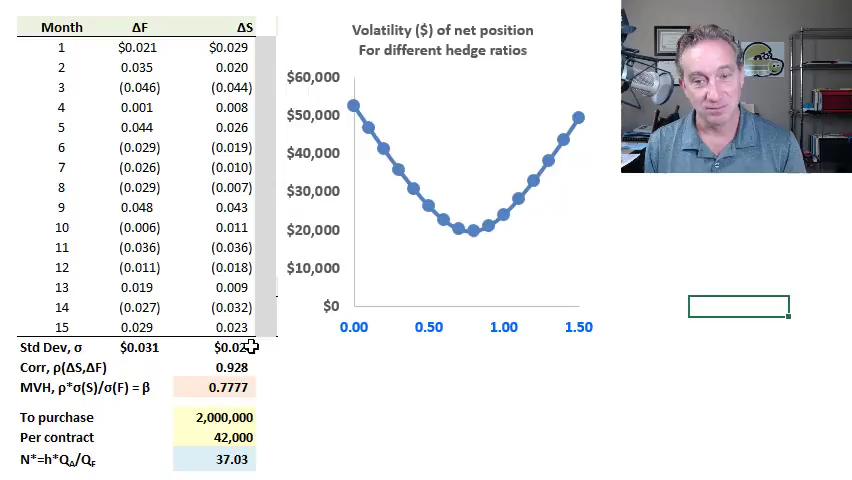 Month ΔF ΔS
1 $0.021 $0.029
2 0.035 0.020
3 (0.046) (0.044)
4 0.001 0.008
5 0.044 0.026
6 (0.029) (0.019)
7 (0.026) (0.010)
8 (0.029) (0.007)
9 0.048 0.043
10 (0.006) 0.011
11 (0.036) (0.036)
12 (0.011) (0.018)
13 0.019 0.009
14 (0.027) (0.032)
15 0.029 0.023
Std Dev, σ $0.031
Corr, ρ(ΔS,ΔF) 0.928
MVH, ρ*σ(S)/σ(F) = β 0.7777
To purchase 2,000,000
Per contract 42,000
N*=h*QA/QF 37.03
Volatility ($) of net position
For different hedge ratios
$60,000
$50,000
$40,000
$30,000
$20,000
$10,000
$0
0.00 0.50 1.00 1.50